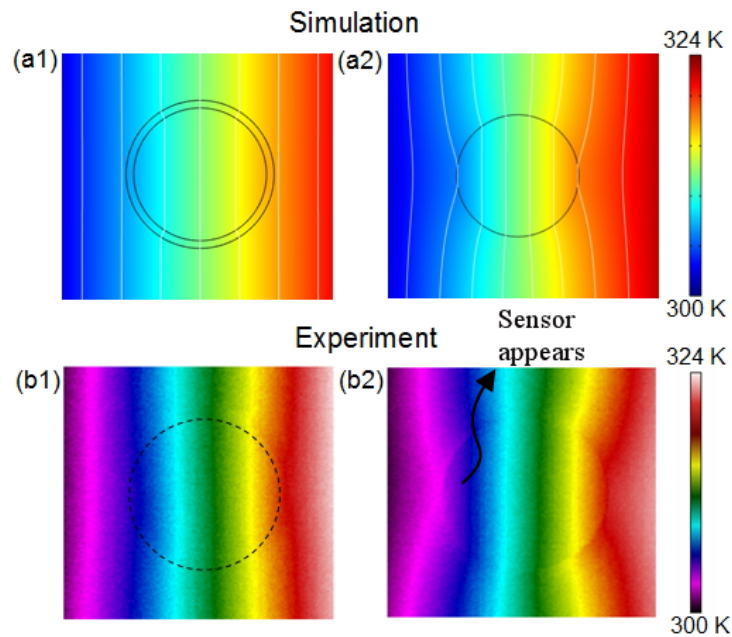 Simulation
(a1)
(a2)
324 K
300 K
Experiment
Sensor
appears
(b1)
(b2)
324 K
300 K